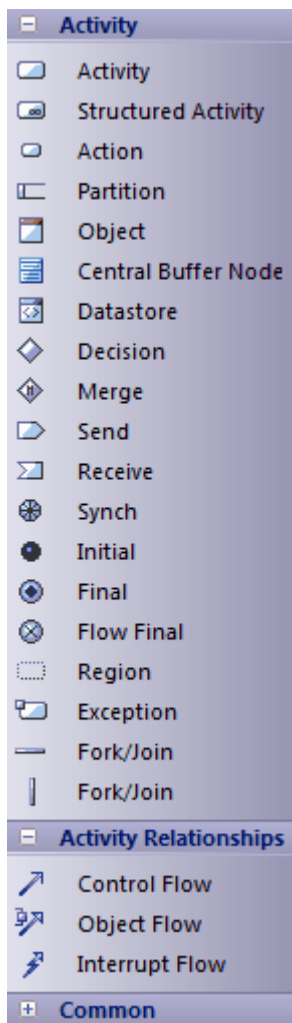 Activity
Activity
Structured Activity
Action
Partition
Object
Central Buffer Node
Datastore
Decision
Merge
Send
Receive
Synch
Initial
Final
Flow Final
Region
Exception
Fork/Join
Fork/Join
Activity Relationships
Control Flow
Object Flow
Interrupt Flow
Common